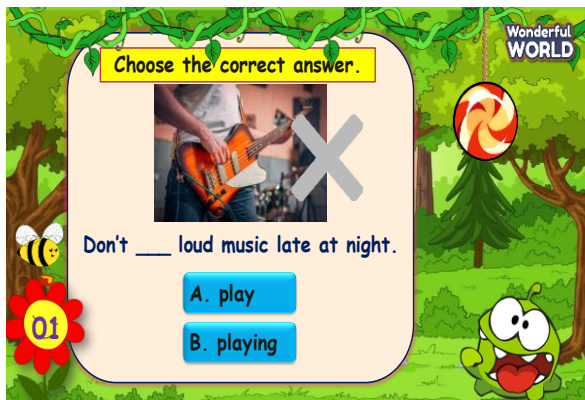 Wonderful
WORLD
Choose the correct answer.
Don't ___ loud music late at night.
A. play
B. playing
01